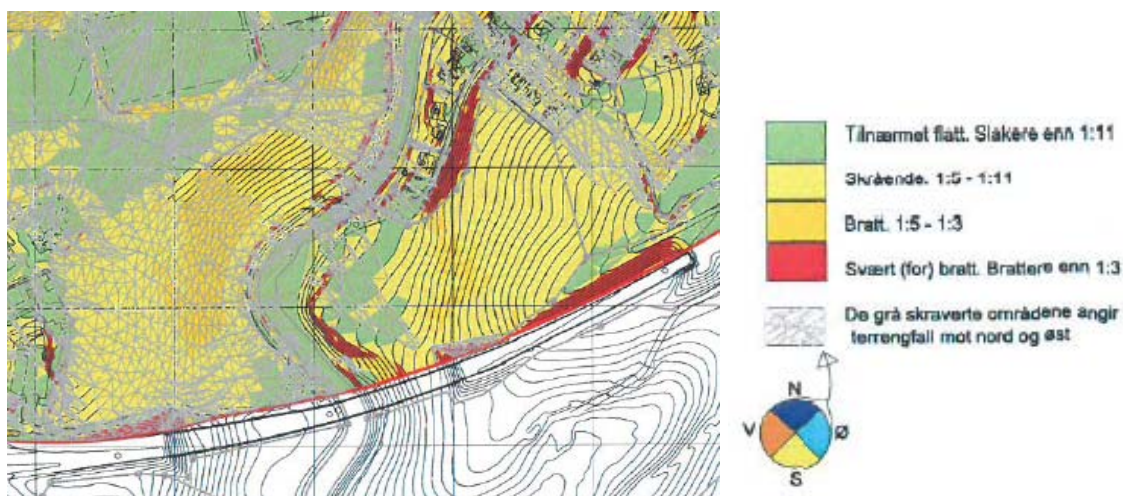 Tilnærmet flatt. Slakere enn 1:11
Skrående. 1:5 - 1:11
Bratt. 1:5 - 1:3
Svært (for) bratt. Brattere enn 1:3
De grå skraverte områdene angir
terrengfall mot nord og øst
N
V
Ø
S